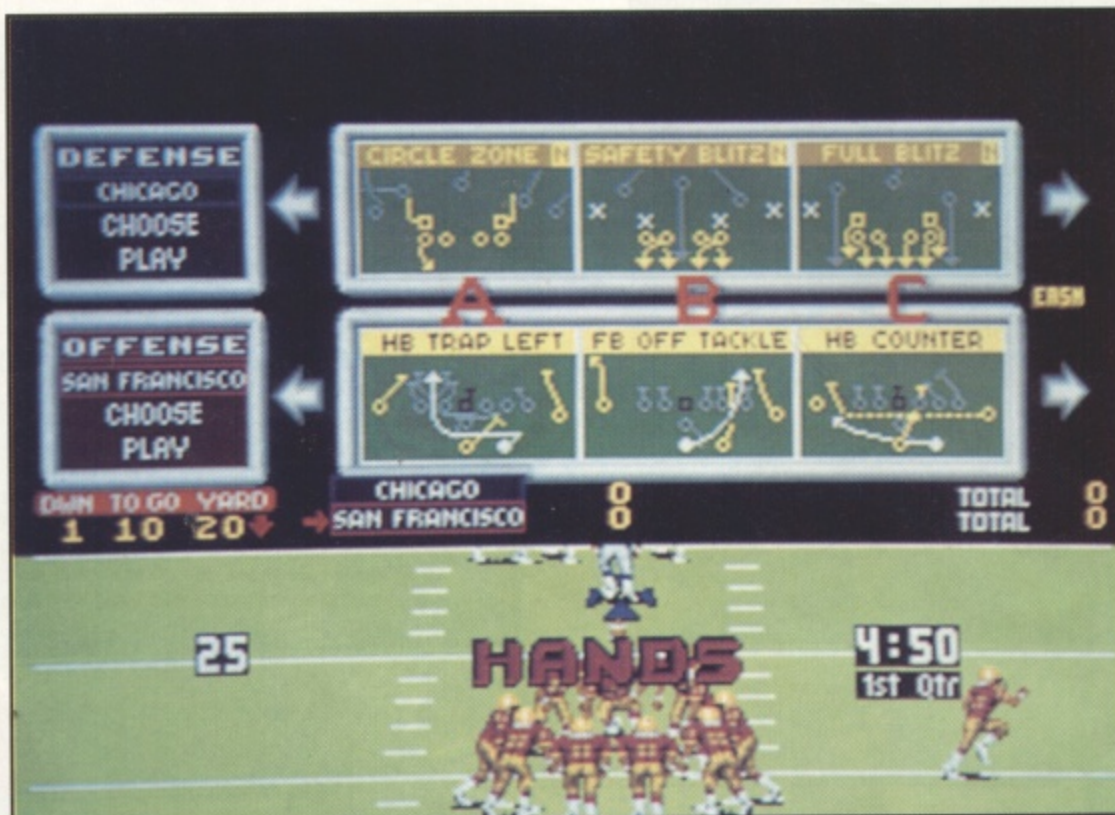 DEFENSE
CHICAGO
CHOOSE
PLAY
CIRCLE ZONE N
SAFETY BLITZ N
FULL BLITZ N
A B C
EASN
OFFENSE
SAN FRANCISCO
CHOOSE
PLAY
HB TRAP LEFT
FB OFF TACKLE
HB COUNTER
DWN TO GO YARD
1 10 20
CHICAGO 0 TOTAL 0
SAN FRANCISCO 0 TOTAL 0
25
HANDS
4:50
1st Qtr